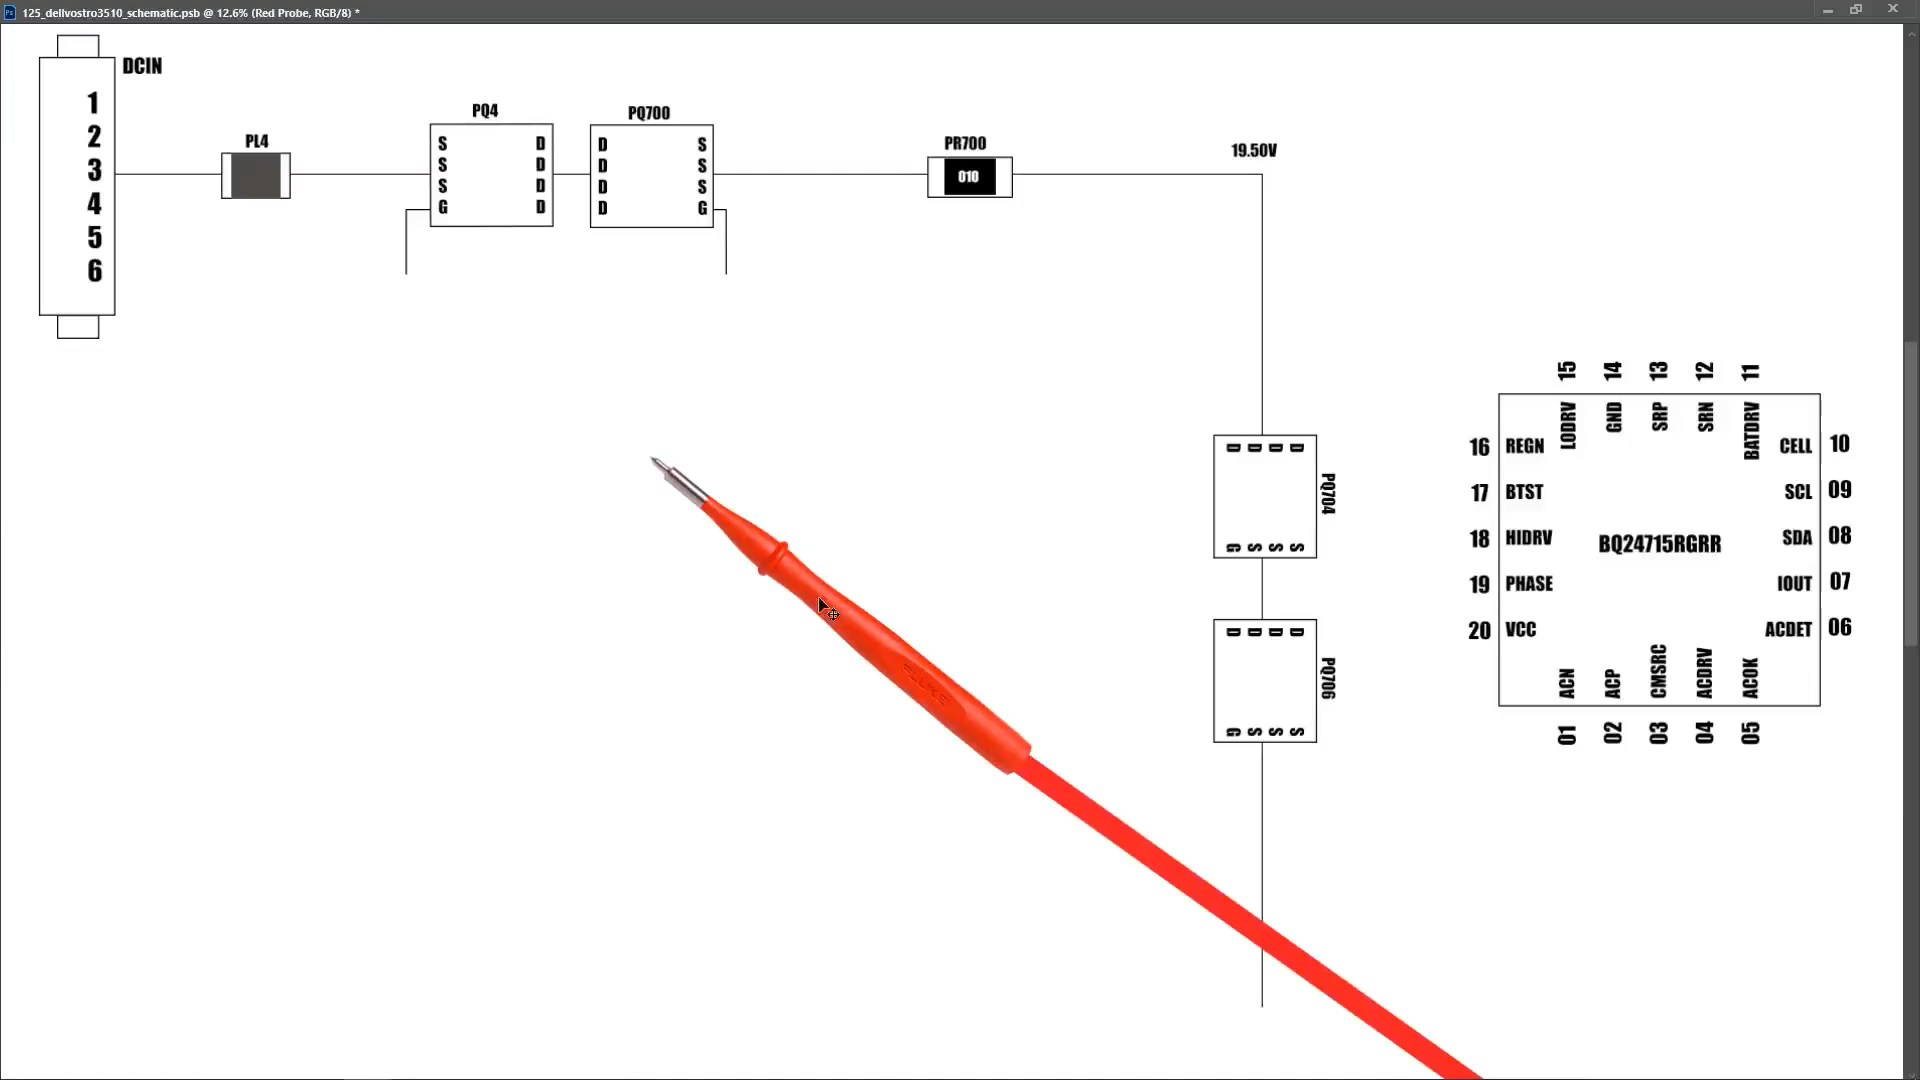 125_dellvostro3510_schematic.psb @ 12.6% (Red Probe, RGB/8) *
DCIN
1
2
3
4
5
6
PL4
PQ4
S D
S D
S D
G D
PQ700
D S
D S
D S
D G
PR700
010
19.50V
D D D D
G S S S
PQ704
D D D D
G S S S
PQ706
15 14 13 12 11
LODRV GND SRP SRN BATDRV
16 REGN CELL 10
17 BTST SCL 09
18 HIDRV BQ24715RGRR SDA 08
19 PHASE IOUT 07
20 VCC ACDET 06
ACN ACP CMSRC ACDRV ACOK
01 02 03 04 05
FLUKE